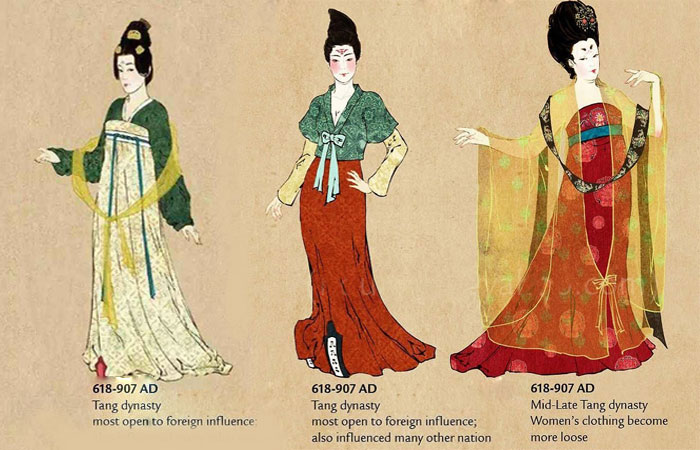 618-907 AD
Tang dynasty
most open to foreign influence
618-907 AD
Tang dynasty
most open to foreign influence;
also influenced many other nation
618-907 AD
Mid-Late Tang dynasty
Women's clothing become
more loose